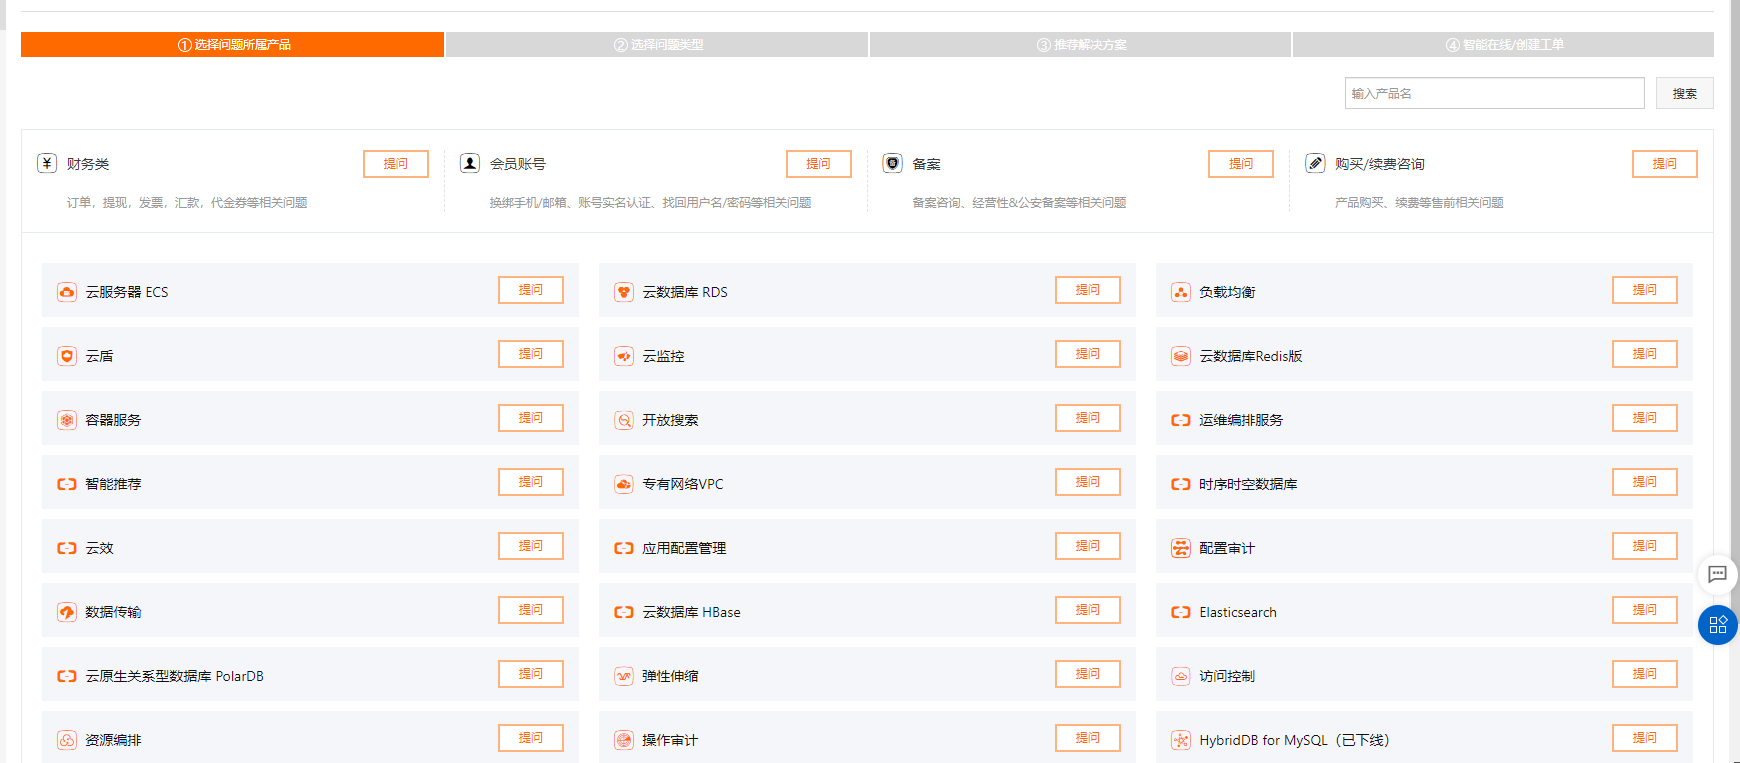 ① 选择问题所属产品
② 选择问题类型
③ 推荐解决方案
④ 智能在线/创建工单
输入产品名
搜索
财务类
提问
会员账号
提问
备案
提问
购买/续费咨询
提问
订单，提现，发票，汇款，代金券等相关问题
换绑手机/邮箱、账号实名认证、找回用户名/密码等相关问题
备案咨询、经营性&公安备案等相关问题
产品购买、续费等售前相关问题
云服务器 ECS
提问
云数据库 RDS
提问
负载均衡
提问
云盾
提问
云监控
提问
云数据库Redis版
提问
容器服务
提问
开放搜索
提问
运维编排服务
提问
智能推荐
提问
专有网络VPC
提问
时序时空数据库
提问
云效
提问
应用配置管理
提问
配置审计
提问
数据传输
提问
云数据库 HBase
提问
Elasticsearch
提问
云原生关系型数据库 PolarDB
提问
弹性伸缩
提问
访问控制
提问
资源编排
提问
操作审计
提问
HybridDB for MySQL（已下线）
提问